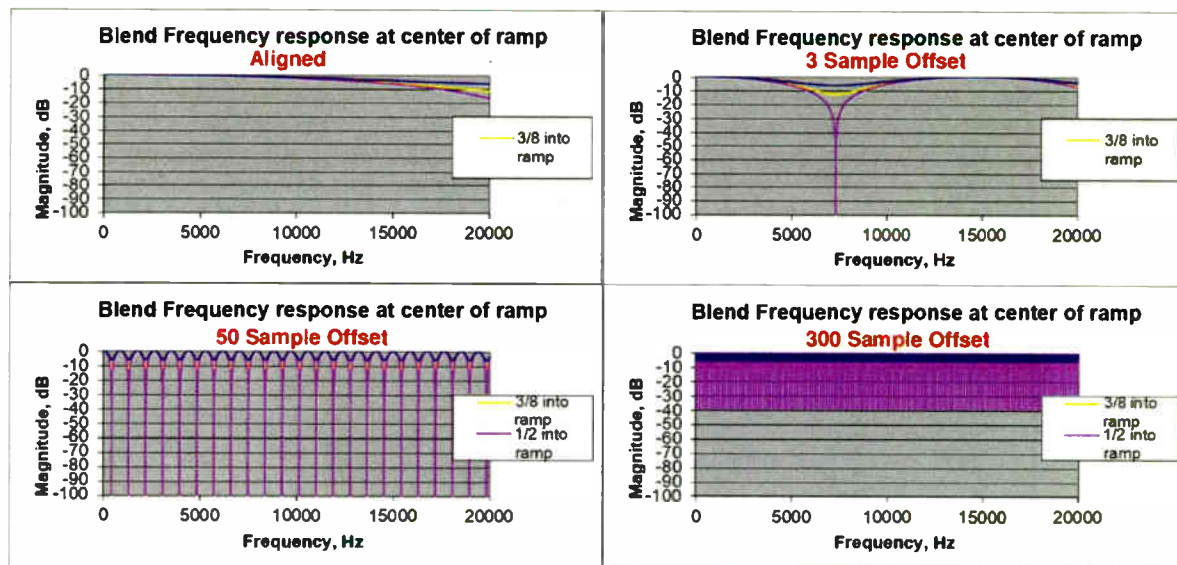 Blend Frequency response at center of ramp
Aligned
Magnitude, dB
0
-10
-20
-30
-40
-50
-60
-70
-80
-90
-100
0 5000 10000 15000 20000
Frequency, Hz
3/8 into
ramp
Blend Frequency response at center of ramp
3 Sample Offset
Magnitude, dB
0
-10
-20
-30
-40
-50
-60
-70
-80
-90
-100
0 5000 10000 15000 20000
Frequency, Hz
3/8 into
ramp
Blend Frequency response at center of ramp
50 Sample Offset
Magnitude, dB
0
-10
-20
-30
-40
-50
-60
-70
-80
-90
-100
0 5000 10000 15000 20000
Frequency, Hz
3/8 into
ramp
1/2 into
ramp
Blend Frequency response at center of ramp
300 Sample Offset
Magnitude, dB
0
-10
-20
-30
-40
-50
-60
-70
-80
-90
-100
0 5000 10000 15000 20000
Frequency, Hz
3/8 into
ramp
1/2 into
ramp